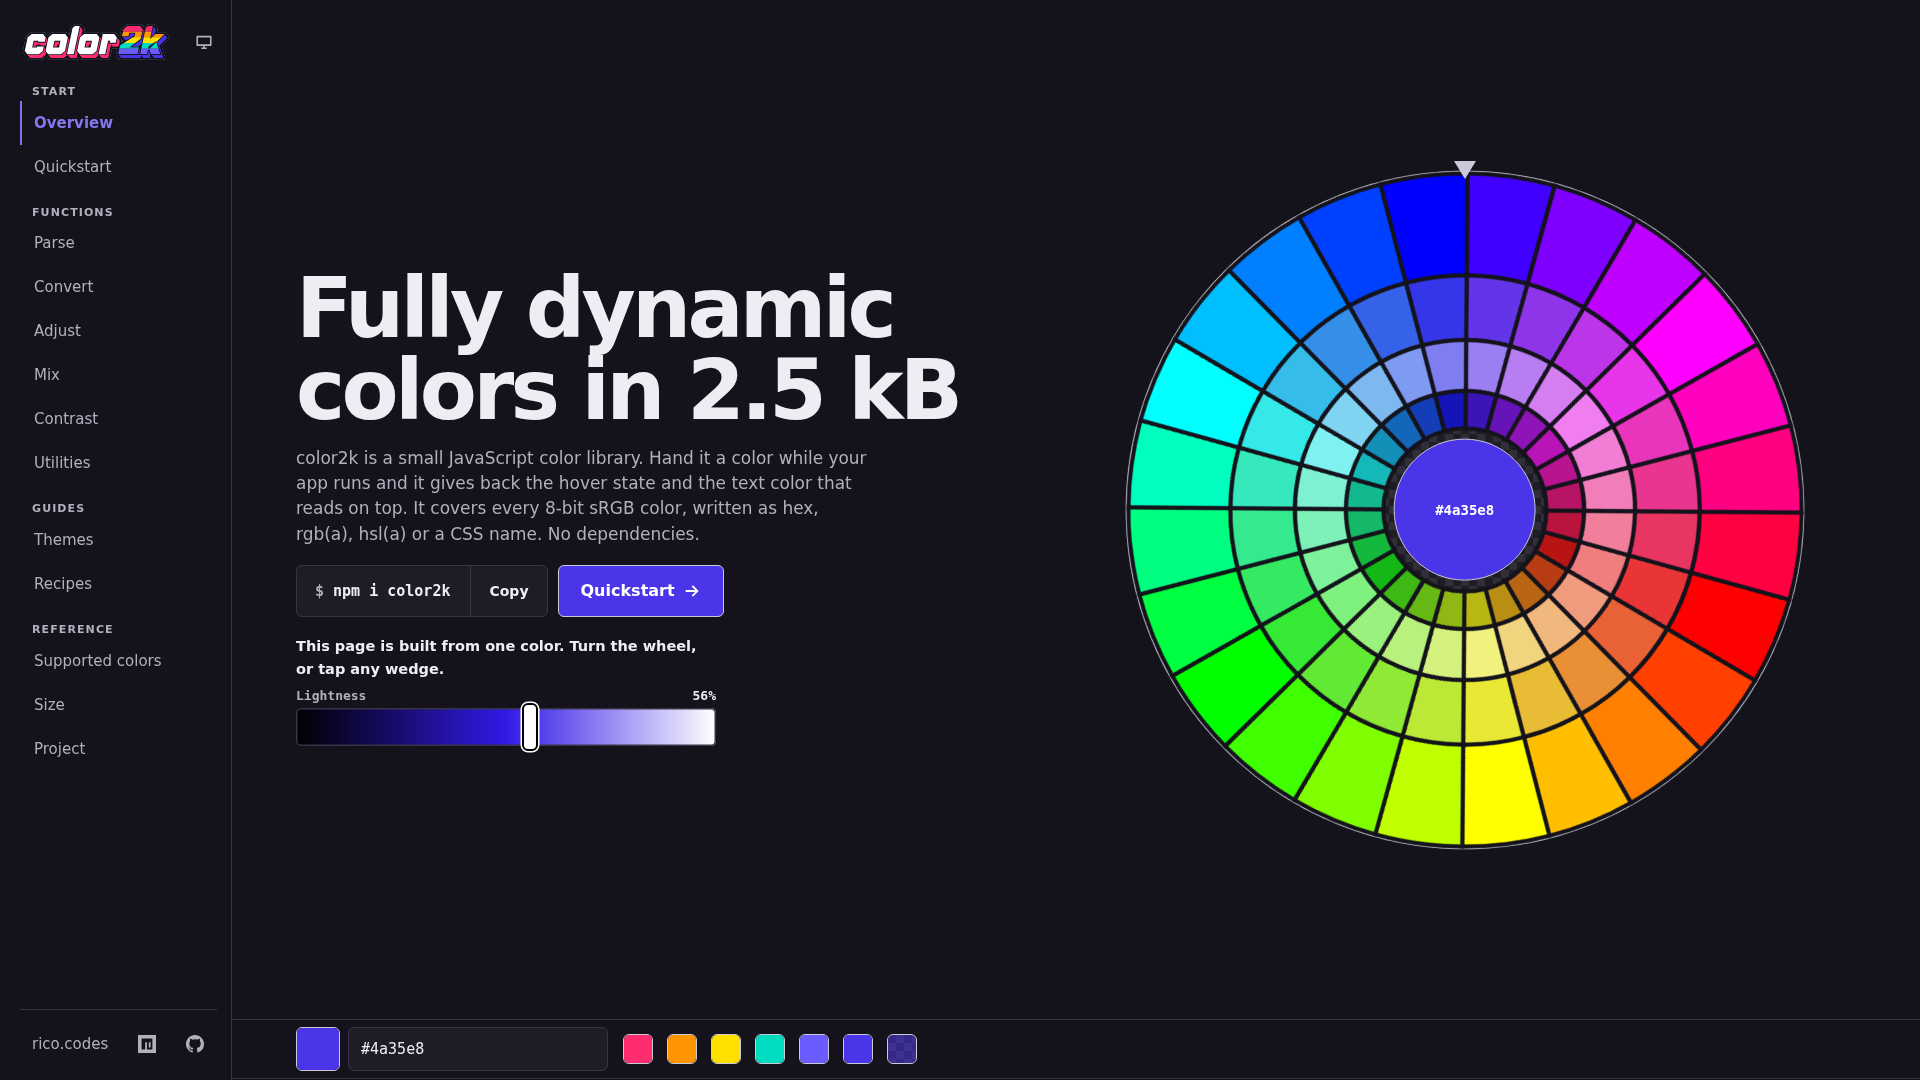 color2k
START
Overview
Quickstart
FUNCTIONS
Parse
Convert
Adjust
Mix
Contrast
Utilities
GUIDES
Themes
Recipes
REFERENCE
Supported colors
Size
Project
rico.codes
Fully dynamic
colors in 2.5 kB
color2k is a small JavaScript color library. Hand it a color while your
app runs and it gives back the hover state and the text color that
reads on top. It covers every 8-bit sRGB color, written as hex,
rgb(a), hsl(a) or a CSS name. No dependencies.
$ npm i color2k Copy Quickstart →
This page is built from one color. Turn the wheel,
or tap any wedge.
Lightness 56%
#4a35e8
#4a35e8